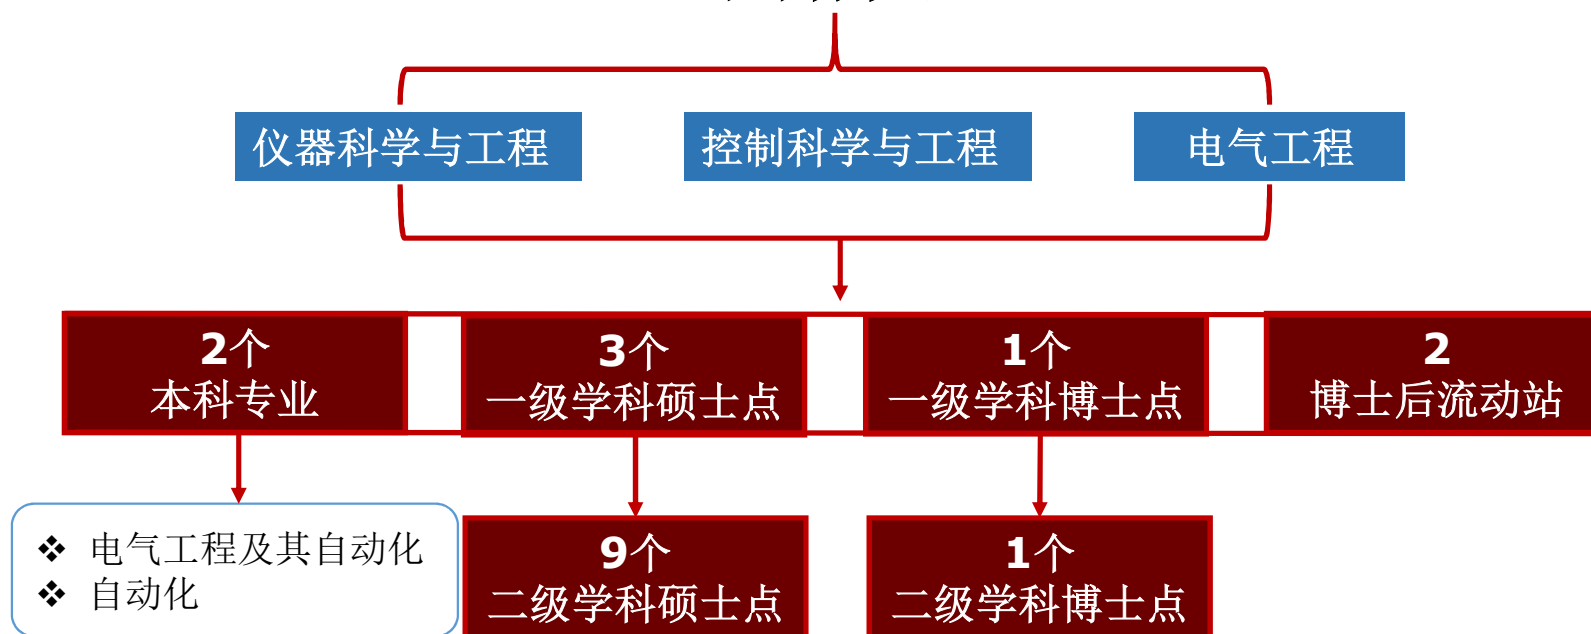 仪器科学与工程
控制科学与工程
电气工程
2个
本科专业
3个
一级学科硕士点
1个
一级学科博士点
2
博士后流动站
❖ 电气工程及其自动化
❖ 自动化
9个
二级学科硕士点
1个
二级学科博士点